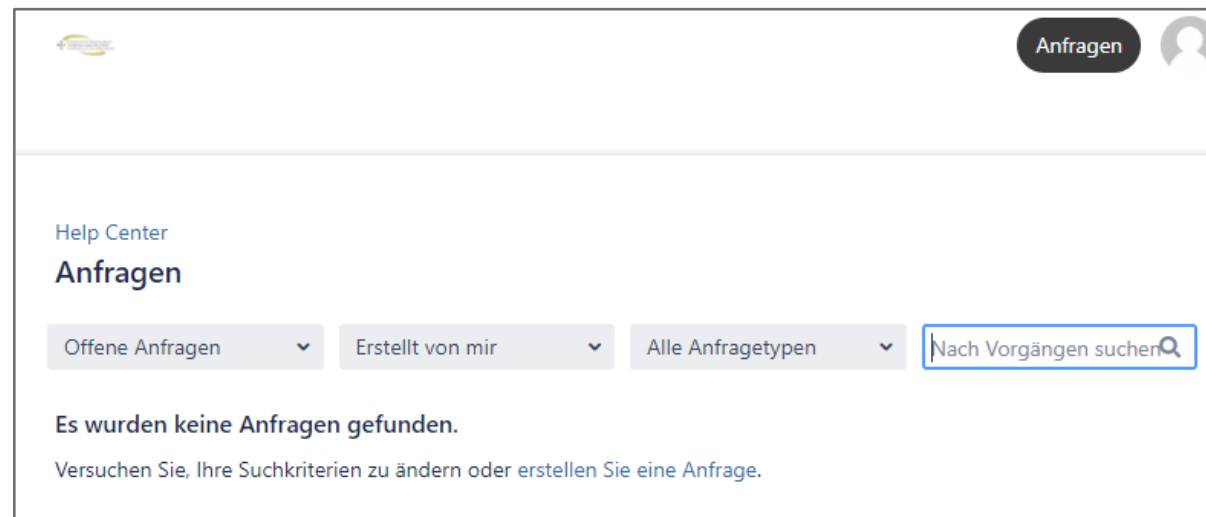 Anfragen
Help Center
Anfragen
Offene Anfragen
Erstellt von mir
Alle Anfragetypen
Nach Vorgängen suchen
Es wurden keine Anfragen gefunden.
Versuchen Sie, Ihre Suchkriterien zu ändern oder erstellen Sie eine Anfrage.